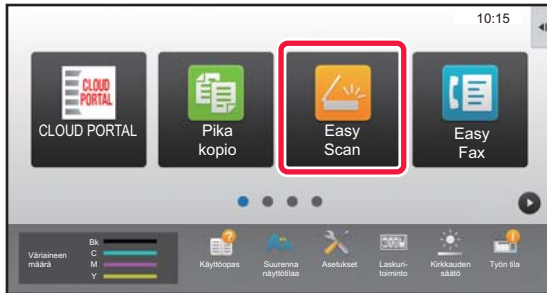 10:15
CLOUD
PORTAL
CLOUD PORTAL
Pika
kopio
Easy
Scan
Easy
Fax
Väriaineen
määrä
Bk
C
M
Y
Käyttöopas
Suurenna
näyttötilaa
Asetukset
Laskuri-
toiminto
Kirkkauden
säätö
Työn tila